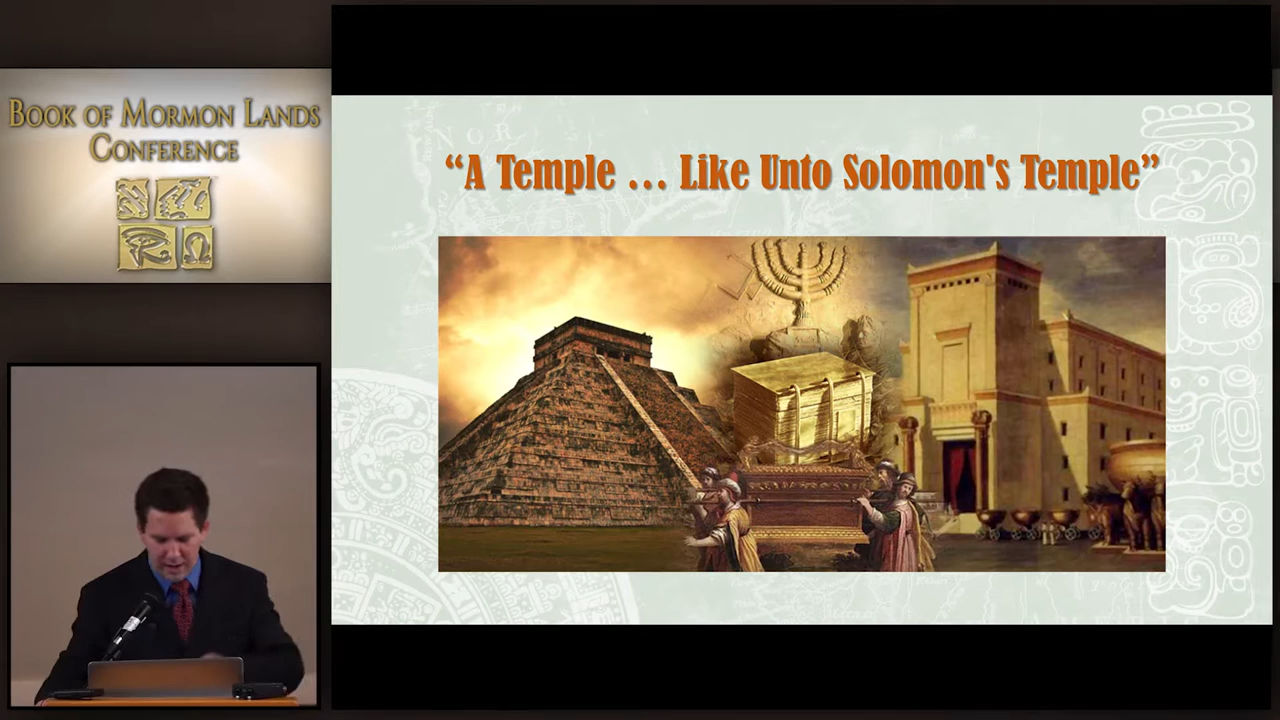 BOOK OF MORMON LANDS
CONFERENCE
“A Temple ... Like Unto Solomon's Temple”